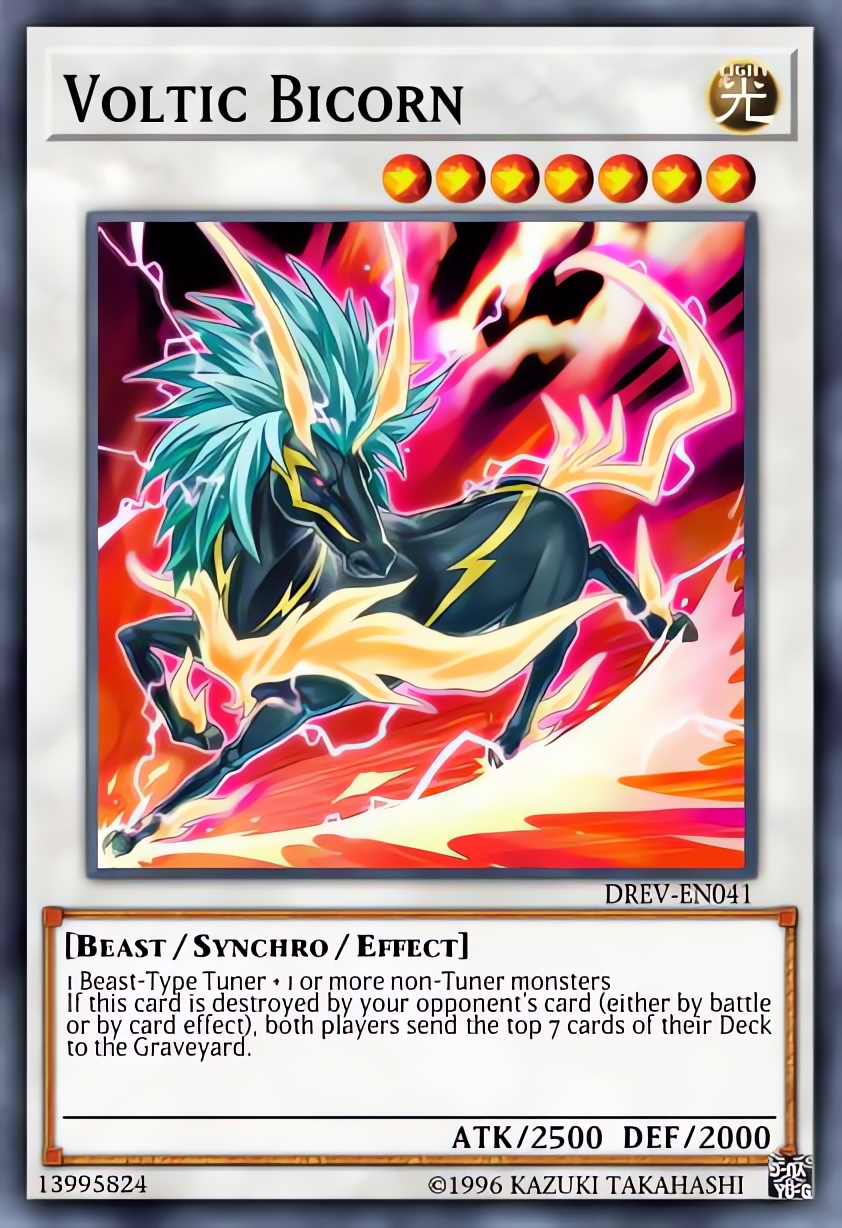 VOLTIC BICORN
光
DREV-EN041
[BEAST / SYNCHRO / EFFECT]
1 Beast-Type Tuner + 1 or more non-Tuner monsters
If this card is destroyed by your opponent's card (either by battle
or by card effect), both players send the top 7 cards of their Deck
to the Graveyard.
ATK/2500 DEF/2000
13995824
©1996 KAZUKI TAKAHASHI